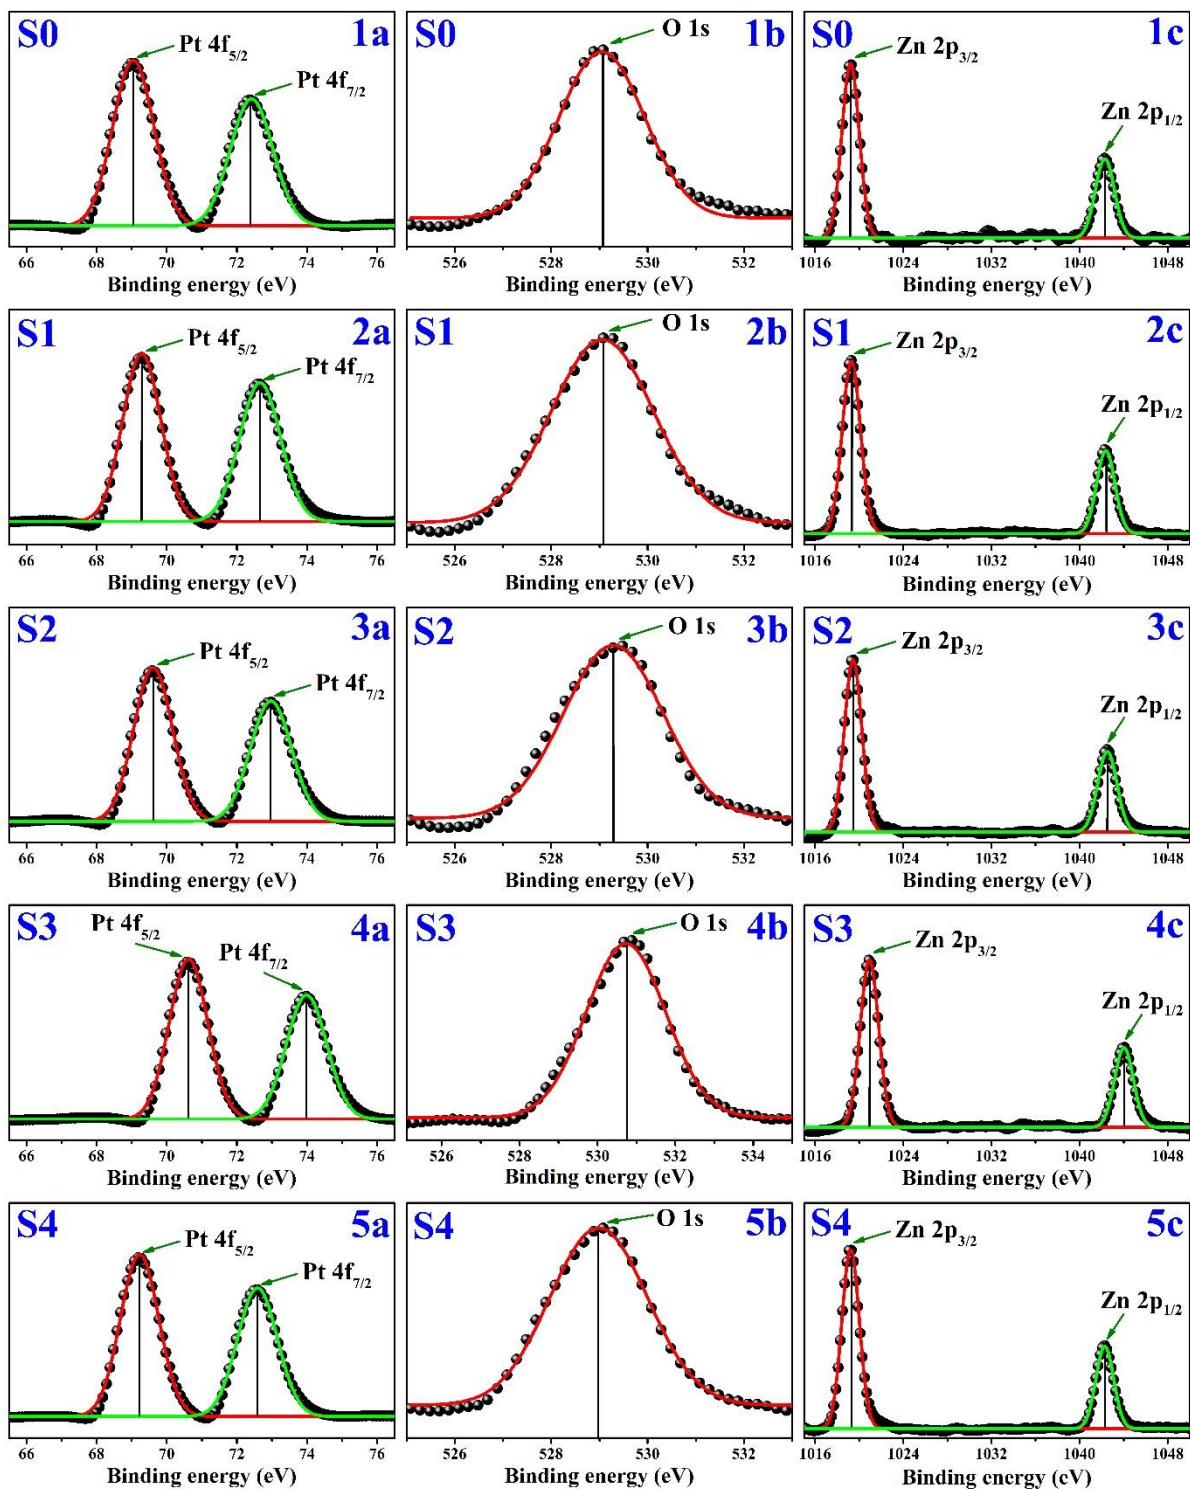 S0 1a
Pt 4f5/2
Pt 4f7/2
66 68 70 72 74 76
Binding energy (eV)
S0 1b
O 1s
526 528 530 532
Binding energy (eV)
S0 1c
Zn 2p3/2
Zn 2p1/2
1016 1024 1032 1040 1048
Binding energy (eV)
S1 2a
Pt 4f5/2
Pt 4f7/2
66 68 70 72 74 76
Binding energy (eV)
S1 2b
O 1s
526 528 530 532
Binding energy (eV)
S1 2c
Zn 2p3/2
Zn 2p1/2
1016 1024 1032 1040 1048
Binding energy (eV)
S2 3a
Pt 4f5/2
Pt 4f7/2
66 68 70 72 74 76
Binding energy (eV)
S2 3b
O 1s
526 528 530 532
Binding energy (eV)
S2 3c
Zn 2p3/2
Zn 2p1/2
1016 1024 1032 1040 1048
Binding energy (eV)
S3 4a
Pt 4f5/2
Pt 4f7/2
66 68 70 72 74 76
Binding energy (eV)
S3 4b
O 1s
526 528 530 532 534
Binding energy (eV)
S3 4c
Zn 2p3/2
Zn 2p1/2
1016 1024 1032 1040 1048
Binding energy (eV)
S4 5a
Pt 4f5/2
Pt 4f7/2
66 68 70 72 74 76
Binding energy (eV)
S4 5b
O 1s
526 528 530 532
Binding energy (eV)
S4 5c
Zn 2p3/2
Zn 2p1/2
1016 1024 1032 1040 1048
Binding energy (eV)